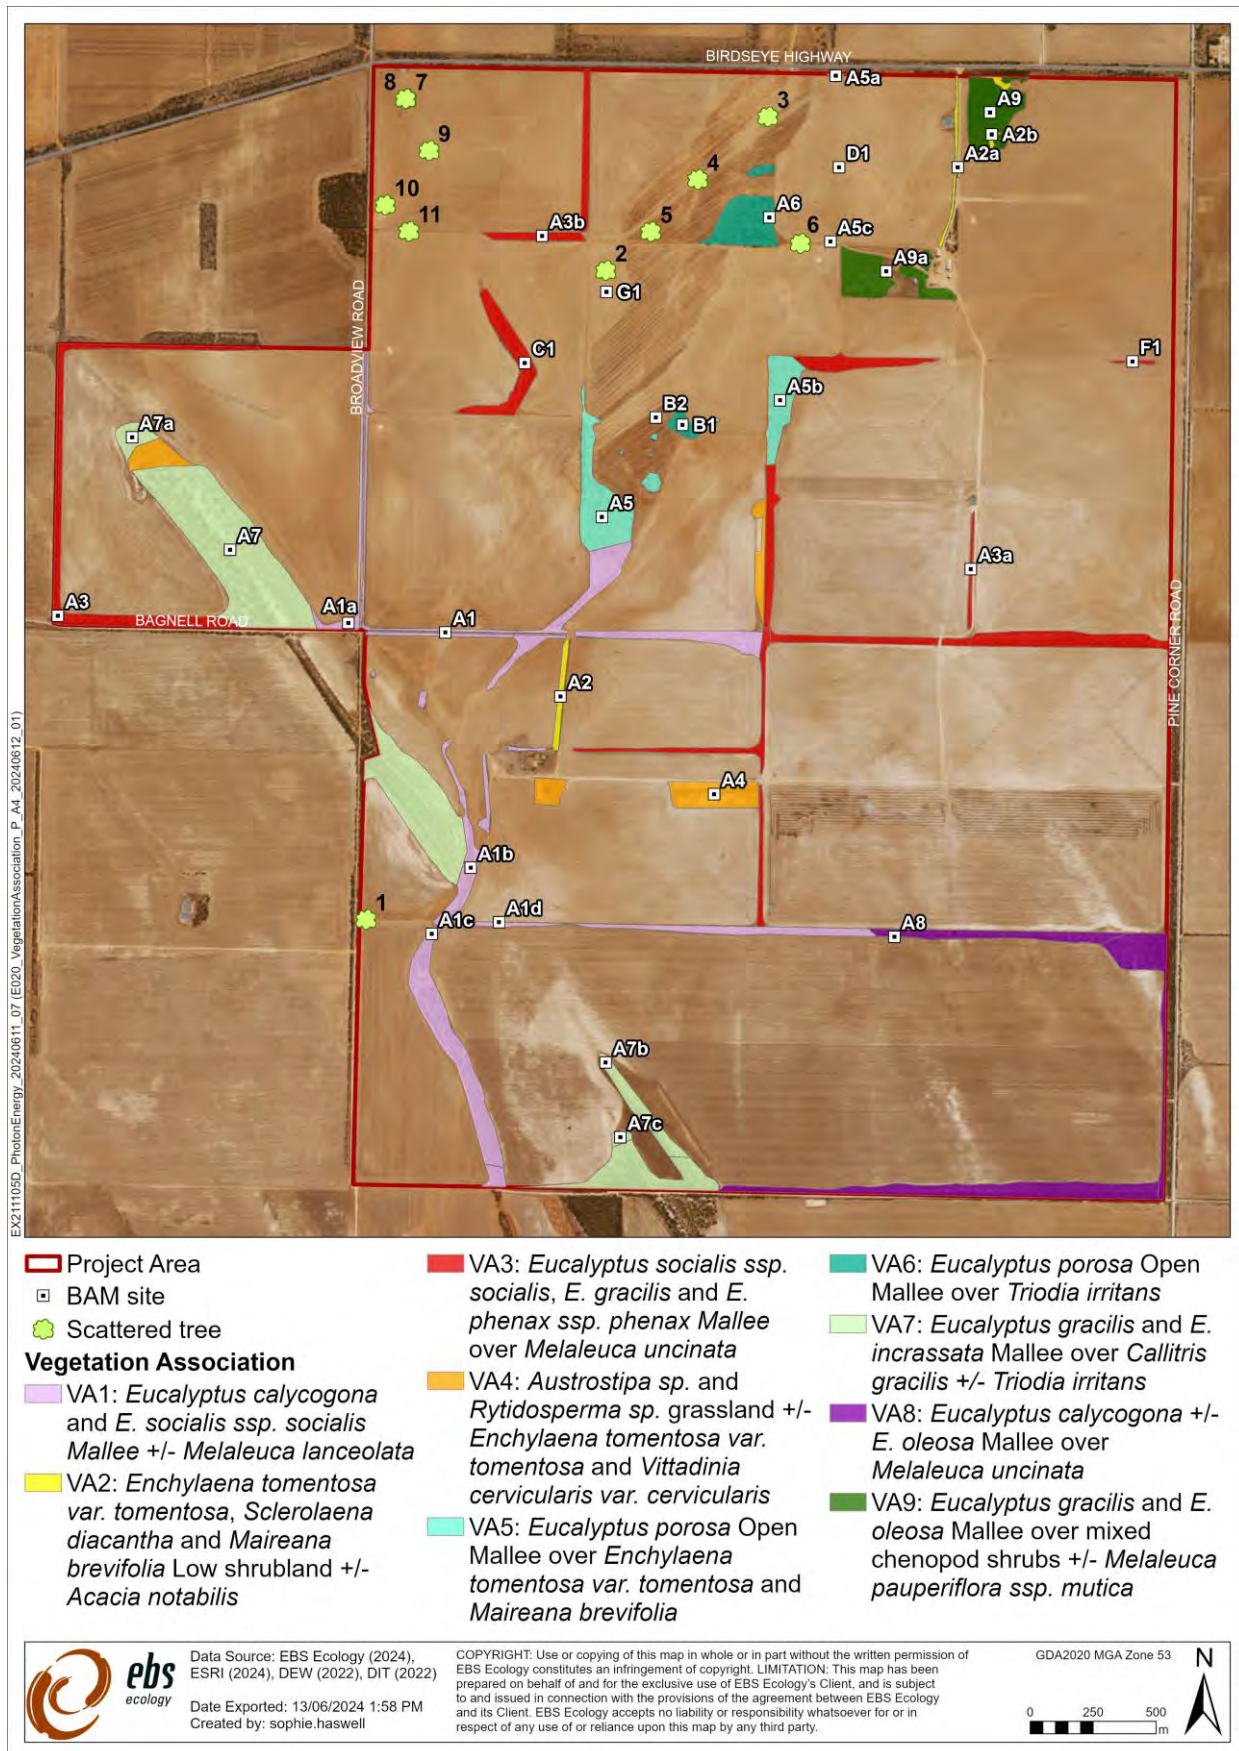 BIRDSEYE HIGHWAY
A5a
8
7
3
A9
9
A2b
4
D1
A2a
10
A6
11
A3b
5
6
A5c
2
A9a
G1
BROADVIEW ROAD
C1
F1
A5b
A7a
B2
B1
A5
A7
A3a
A3
BAGNELL ROAD
A1a
A1
PINE CORNER ROAD
A2
A4
A1b
1
A1c
A1d
A8
A7b
A7c
EX211105D_PhotonEnergy_20240611_07 (E020_VegetationAssociation_P_A4_20240612_01)
Project Area
BAM site
Scattered tree
Vegetation Association
VA1: Eucalyptus calycogona
and E. socialis ssp. socialis
Mallee +/- Melaleuca lanceolata
VA2: Enchylaena tomentosa
var. tomentosa, Sclerolaena
diacantha and Maireana
brevifolia Low shrubland +/-
Acacia notabilis
VA3: Eucalyptus socialis ssp.
socialis, E. gracilis and E.
phenax ssp. phenax Mallee
over Melaleuca uncinata
VA4: Austrostipa sp. and
Rytidosperma sp. grassland +/-
Enchylaena tomentosa var.
tomentosa and Vittadinia
cervicularis var. cervicularis
VA5: Eucalyptus porosa Open
Mallee over Enchylaena
tomentosa var. tomentosa and
Maireana brevifolia
VA6: Eucalyptus porosa Open
Mallee over Triodia irritans
VA7: Eucalyptus gracilis and E.
incrassata Mallee over Callitris
gracilis +/- Triodia irritans
VA8: Eucalyptus calycogona +/-
E. oleosa Mallee over
Melaleuca uncinata
VA9: Eucalyptus gracilis and E.
oleosa Mallee over mixed
chenopod shrubs +/- Melaleuca
pauperiflora ssp. mutica
ebs
ecology
Data Source: EBS Ecology (2024),
ESRI (2024), DEW (2022), DIT (2022)
Date Exported: 13/06/2024 1:58 PM
Created by: sophie.haswell
COPYRIGHT: Use or copying of this map in whole or in part without the written permission of
EBS Ecology constitutes an infringement of copyright. LIMITATION: This map has been
prepared on behalf of and for the exclusive use of EBS Ecology's Client, and is subject
to and issued in connection with the provisions of the agreement between EBS Ecology
and its Client. EBS Ecology accepts no liability or responsibility whatsoever for or in
respect of any use of or reliance upon this map by any third party.
GDA2020 MGA Zone 53
N
0 250 500
m